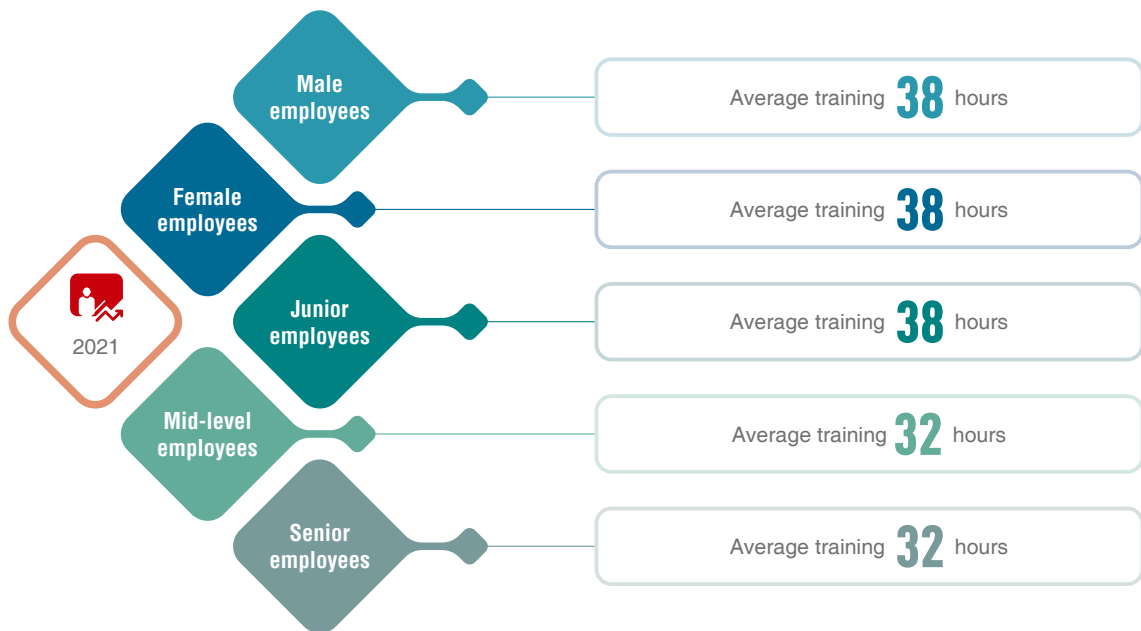 Male
employees
Average training 38 hours
Female
employees
Average training 38 hours
2021
Junior
employees
Average training 38 hours
Mid-level
employees
Average training 32 hours
Senior
employees
Average training 32 hours